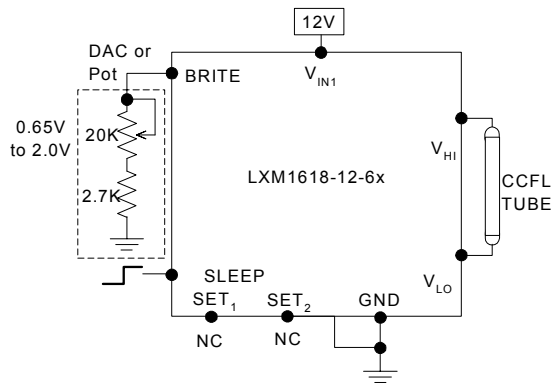 12V
DAC or
Pot
BRITE
V_IN1
0.65V
to 2.0V
20K
2.7K
LXM1618-12-6x
V_HI
CCFL
TUBE
V_LO
SLEEP
SET_1
SET_2
GND
NC
NC